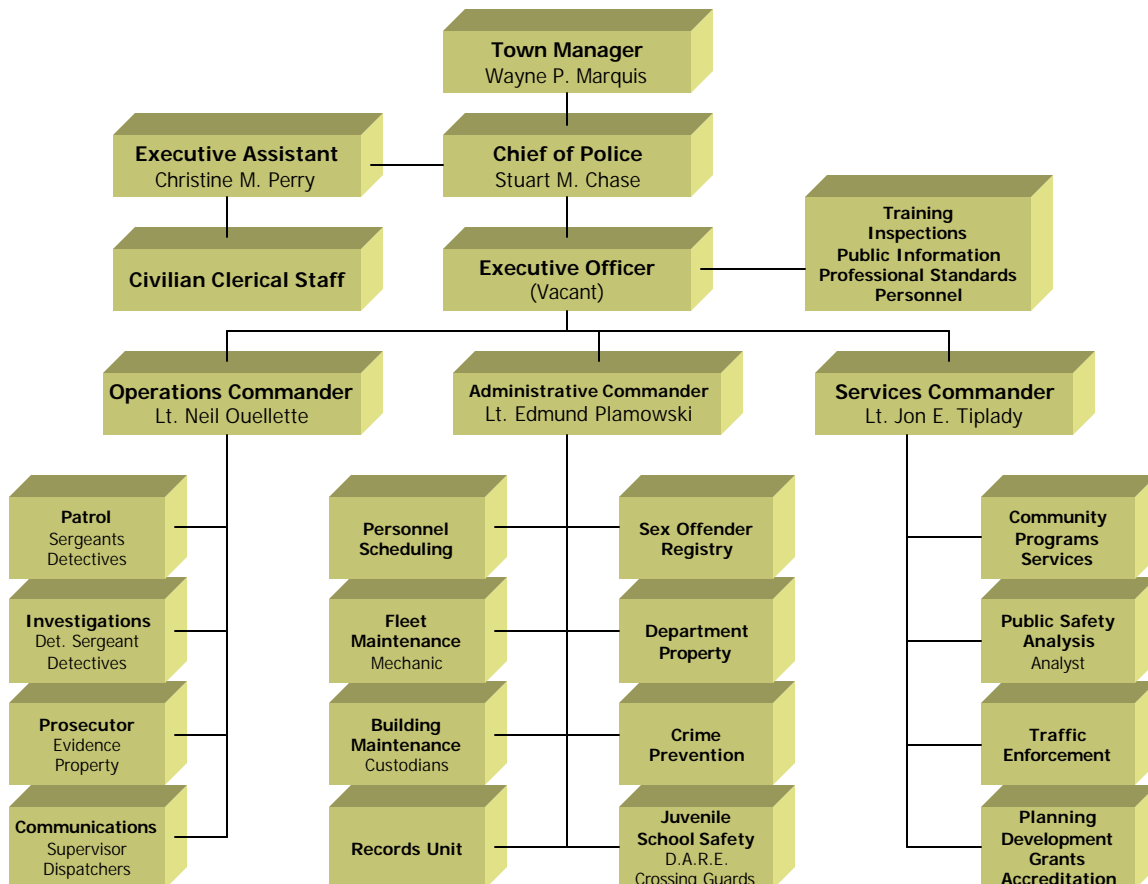 Town Manager
Wayne P. Marquis
Executive Assistant
Christine M. Perry
Chief of Police
Stuart M. Chase
Civilian Clerical Staff
Executive Officer
(Vacant)
Training
Inspections
Public Information
Professional Standards
Personnel
Operations Commander
Lt. Neil Ouellette
Administrative Commander
Lt. Edmund Plamowski
Services Commander
Lt. Jon E. Tiplady
Patrol
Sergeants
Detectives
Investigations
Det. Sergeant
Detectives
Prosecutor
Evidence
Property
Communications
Supervisor
Dispatchers
Personnel
Scheduling
Fleet
Maintenance
Mechanic
Building
Maintenance
Custodians
Records Unit
Sex Offender
Registry
Department
Property
Crime
Prevention
Juvenile
School Safety
D.A.R.E.
Crossing Guards
Community
Programs
Services
Public Safety
Analysis
Analyst
Traffic
Enforcement
Planning
Development
Grants
Accreditation